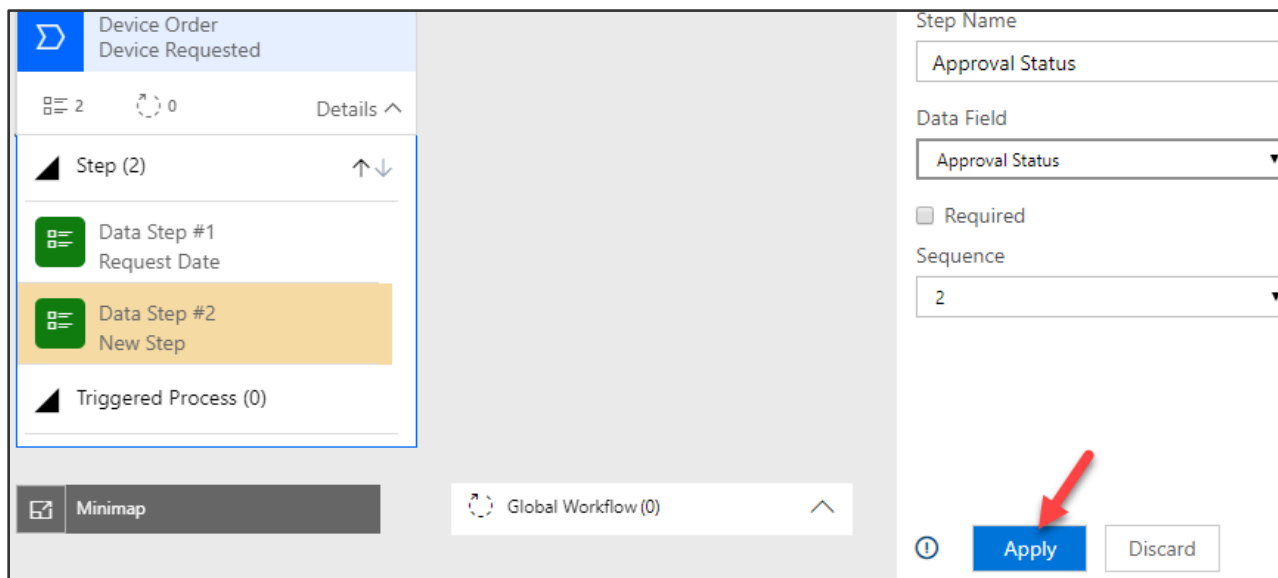 Device Order
Device Requested
2
0
Details
Step (2)
Data Step #1
Request Date
Data Step #2
New Step
Triggered Process (0)
Minimap
Global Workflow (0)
Step Name
Approval Status
Data Field
Approval Status
Required
Sequence
2
Apply
Discard